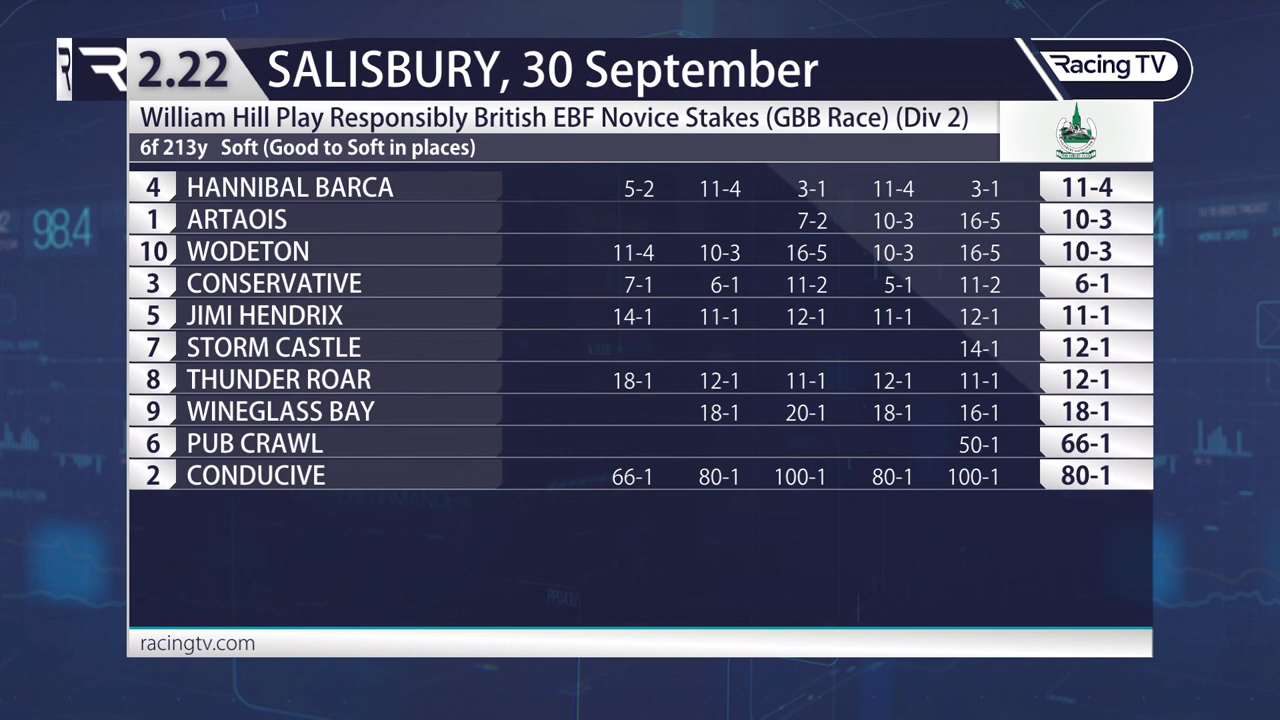 2.22 SALISBURY, 30 September Racing TV
William Hill Play Responsibly British EBF Novice Stakes (GBB Race) (Div 2)
6f 213y Soft (Good to Soft in places)
4 HANNIBAL BARCA 5-2 11-4 3-1 11-4 3-1 11-4
1 ARTAOIS 7-2 10-3 16-5 10-3
10 WODETON 11-4 10-3 16-5 10-3 16-5 10-3
3 CONSERVATIVE 7-1 6-1 11-2 5-1 11-2 6-1
5 JIMI HENDRIX 14-1 11-1 12-1 11-1 12-1 11-1
7 STORM CASTLE 14-1 12-1
8 THUNDER ROAR 18-1 12-1 11-1 12-1 11-1 12-1
9 WINEGLASS BAY 18-1 20-1 18-1 16-1 18-1
6 PUB CRAWL 50-1 66-1
2 CONDUCIVE 66-1 80-1 100-1 80-1 100-1 80-1
98.4
racingtv.com